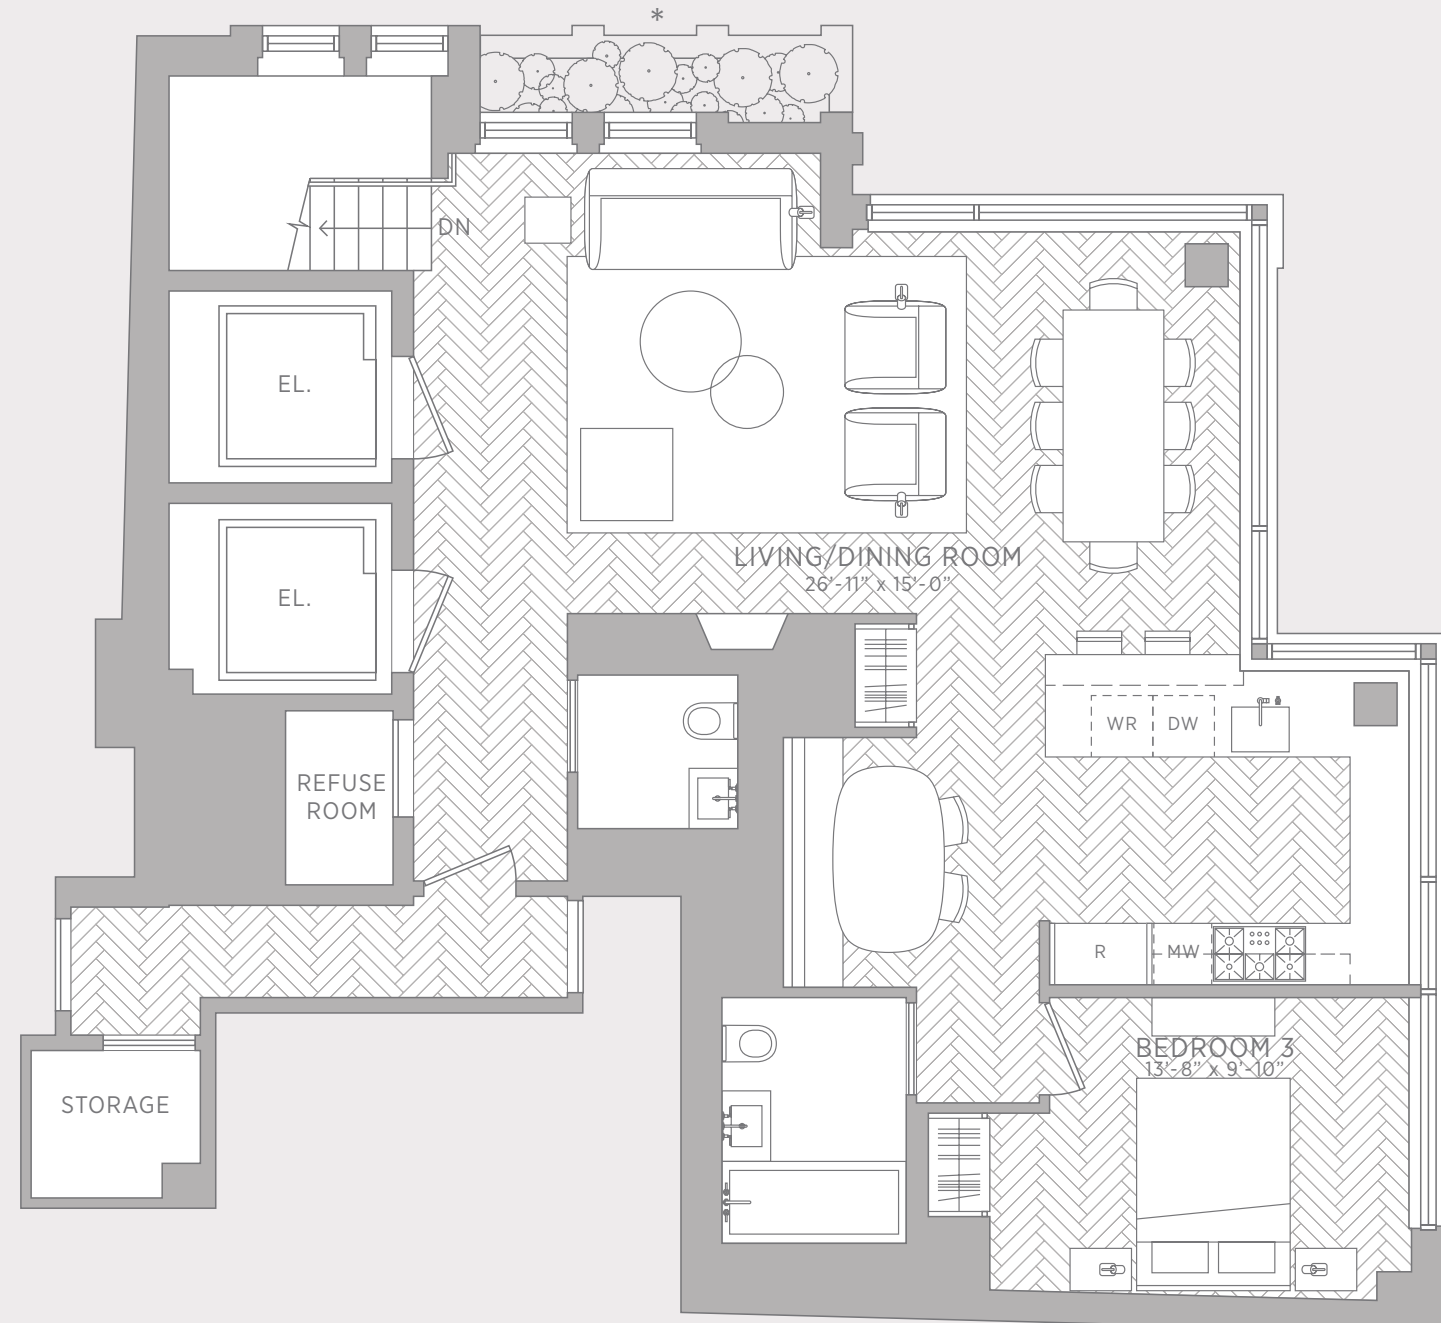 *
DN
EL.
EL.
LIVING/DINING ROOM
26'-11" x 15'-0"
WR
DW
REFUSE
ROOM
R
MW
BEDROOM 3
13'-8" x 9'-10"
STORAGE